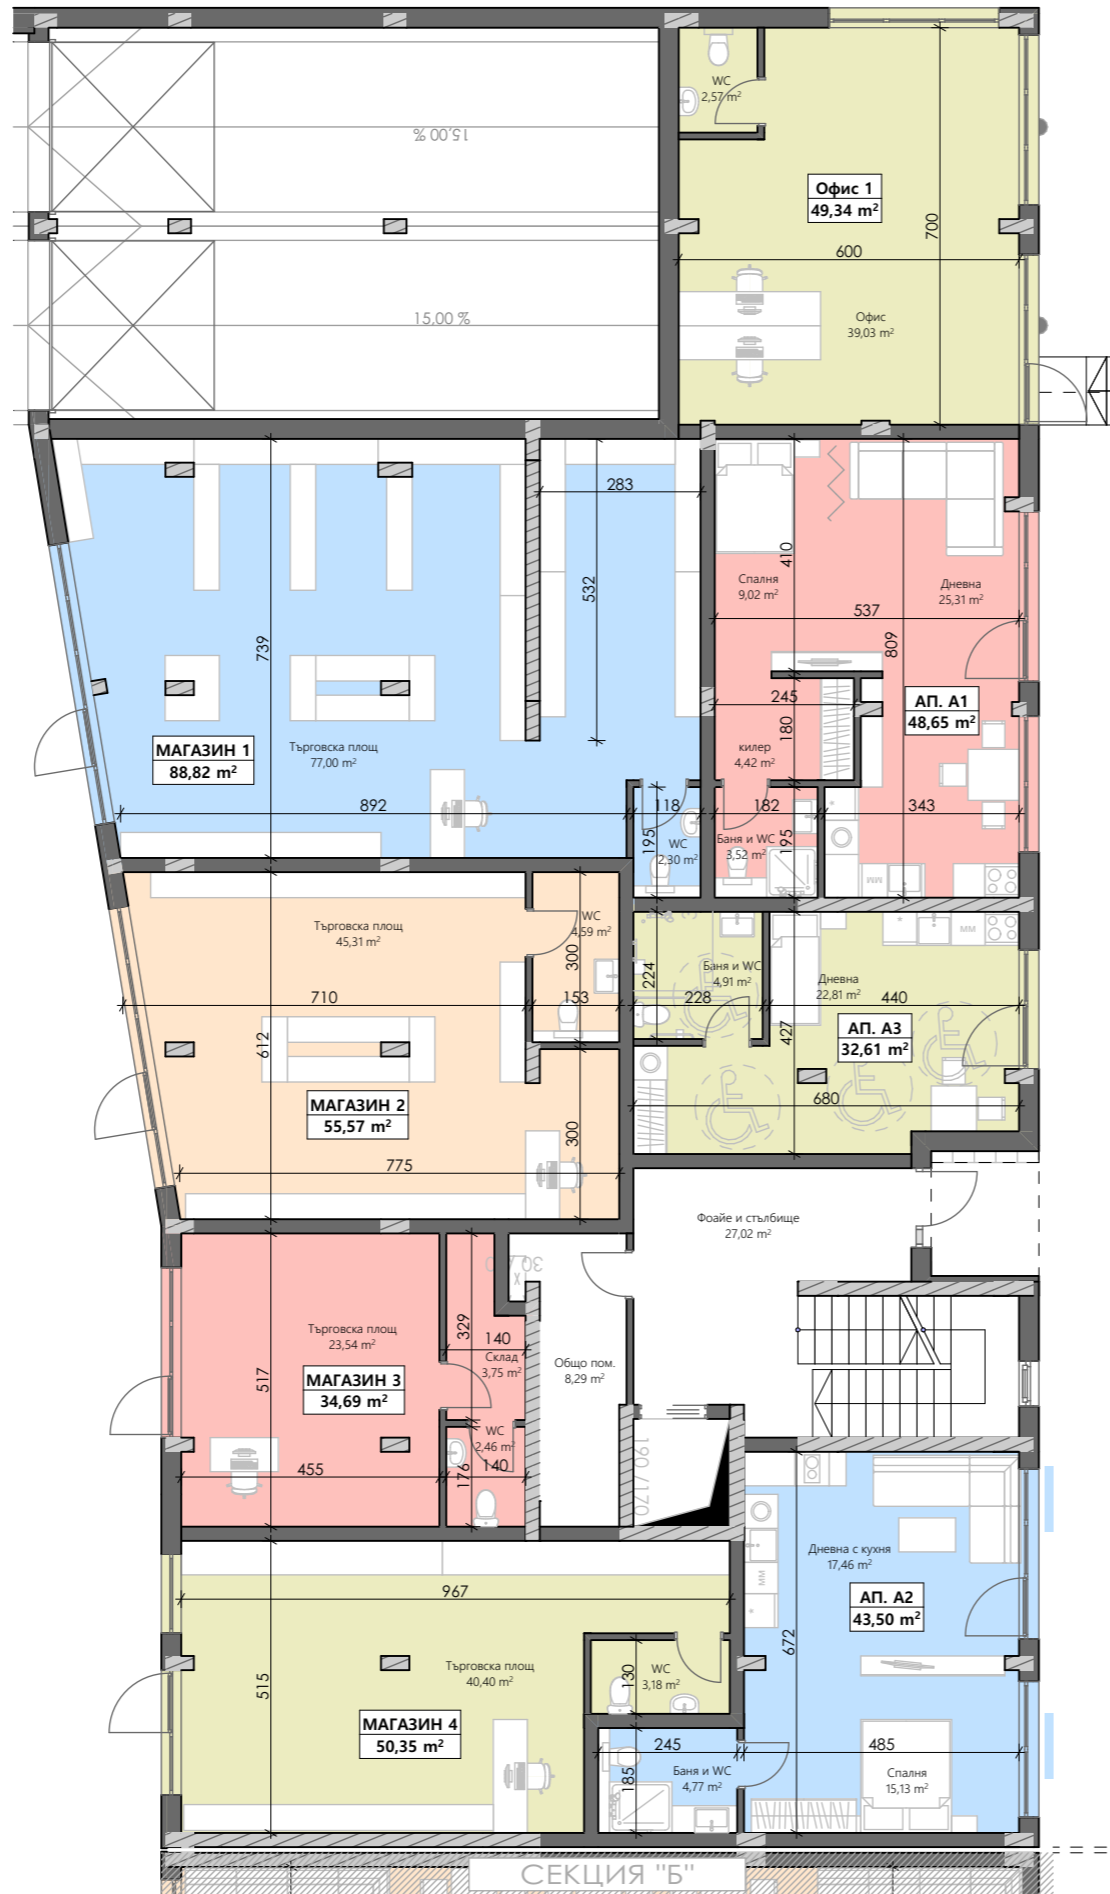 WC
2,57 m²
15,00 %
Офис 1
49,34 m²
700
600
15,00 %
Офис
39,03 m²
283
532
410
Спалня
9,02 m²
Дневна
25,31 m²
537
739
809
245
АП. А1
48,65 m²
180
МАГАЗИН 1
88,82 m²
Търговска площ
77,00 m²
килер
4,42 m²
892
118
182
343
195
WC
2,30 m²
Баня и WC
3,52 m²
195
мм
Търговска площ
45,31 m²
WC
4,59 m²
300
мм
224
Баня и WC
4,91 m²
Дневна
22,81 m²
710
153
228
440
612
427
АП. А3
32,61 m²
МАГАЗИН 2
55,57 m²
680
300
775
Фоайе и стълбище
27,02 m²
329
Търговска площ
23,54 m²
140
Склад
3,75 m²
Общо пом.
8,29 m²
517
МАГАЗИН 3
34,69 m²
WC
2,46 m²
455
176
140
190 /170
Дневна с кухня
17,46 m²
мм
967
АП. А2
43,50 m²
672
515
Търговска площ
40,40 m²
130
WC
3,18 m²
МАГАЗИН 4
50,35 m²
245
485
185
Баня и WC
4,77 m²
Спалня
15,13 m²
СЕКЦИЯ "Б"